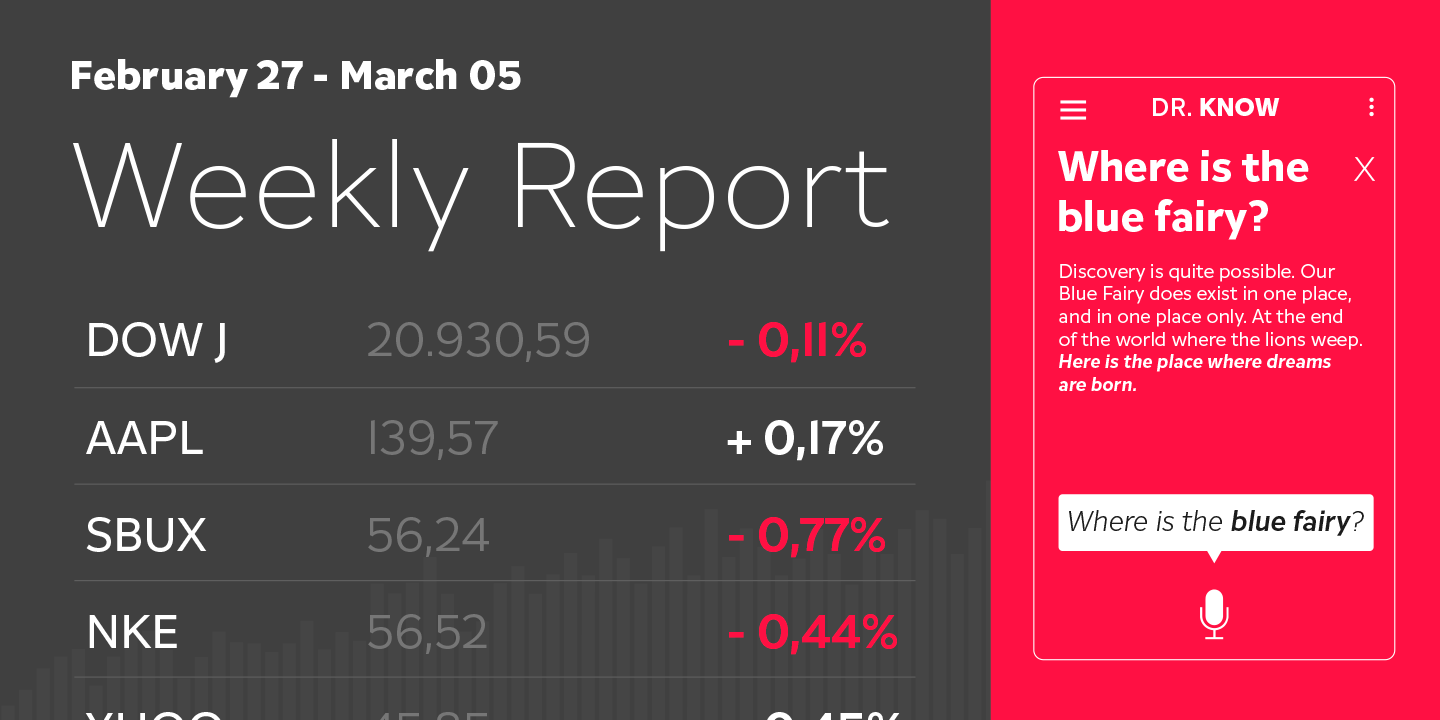 February 27 - March 05
Weekly Report
DOW J 20.930,59 - 0,11%
AAPL 139,57 + 0,17%
SBUX 56,24 - 0,77%
NKE 56,52 - 0,44%
DR. KNOW
Where is the X
blue fairy?
Discovery is quite possible. Our
Blue Fairy does exist in one place,
and in one place only. At the end
of the world where the lions weep.
Here is the place where dreams
are born.
Where is the blue fairy?